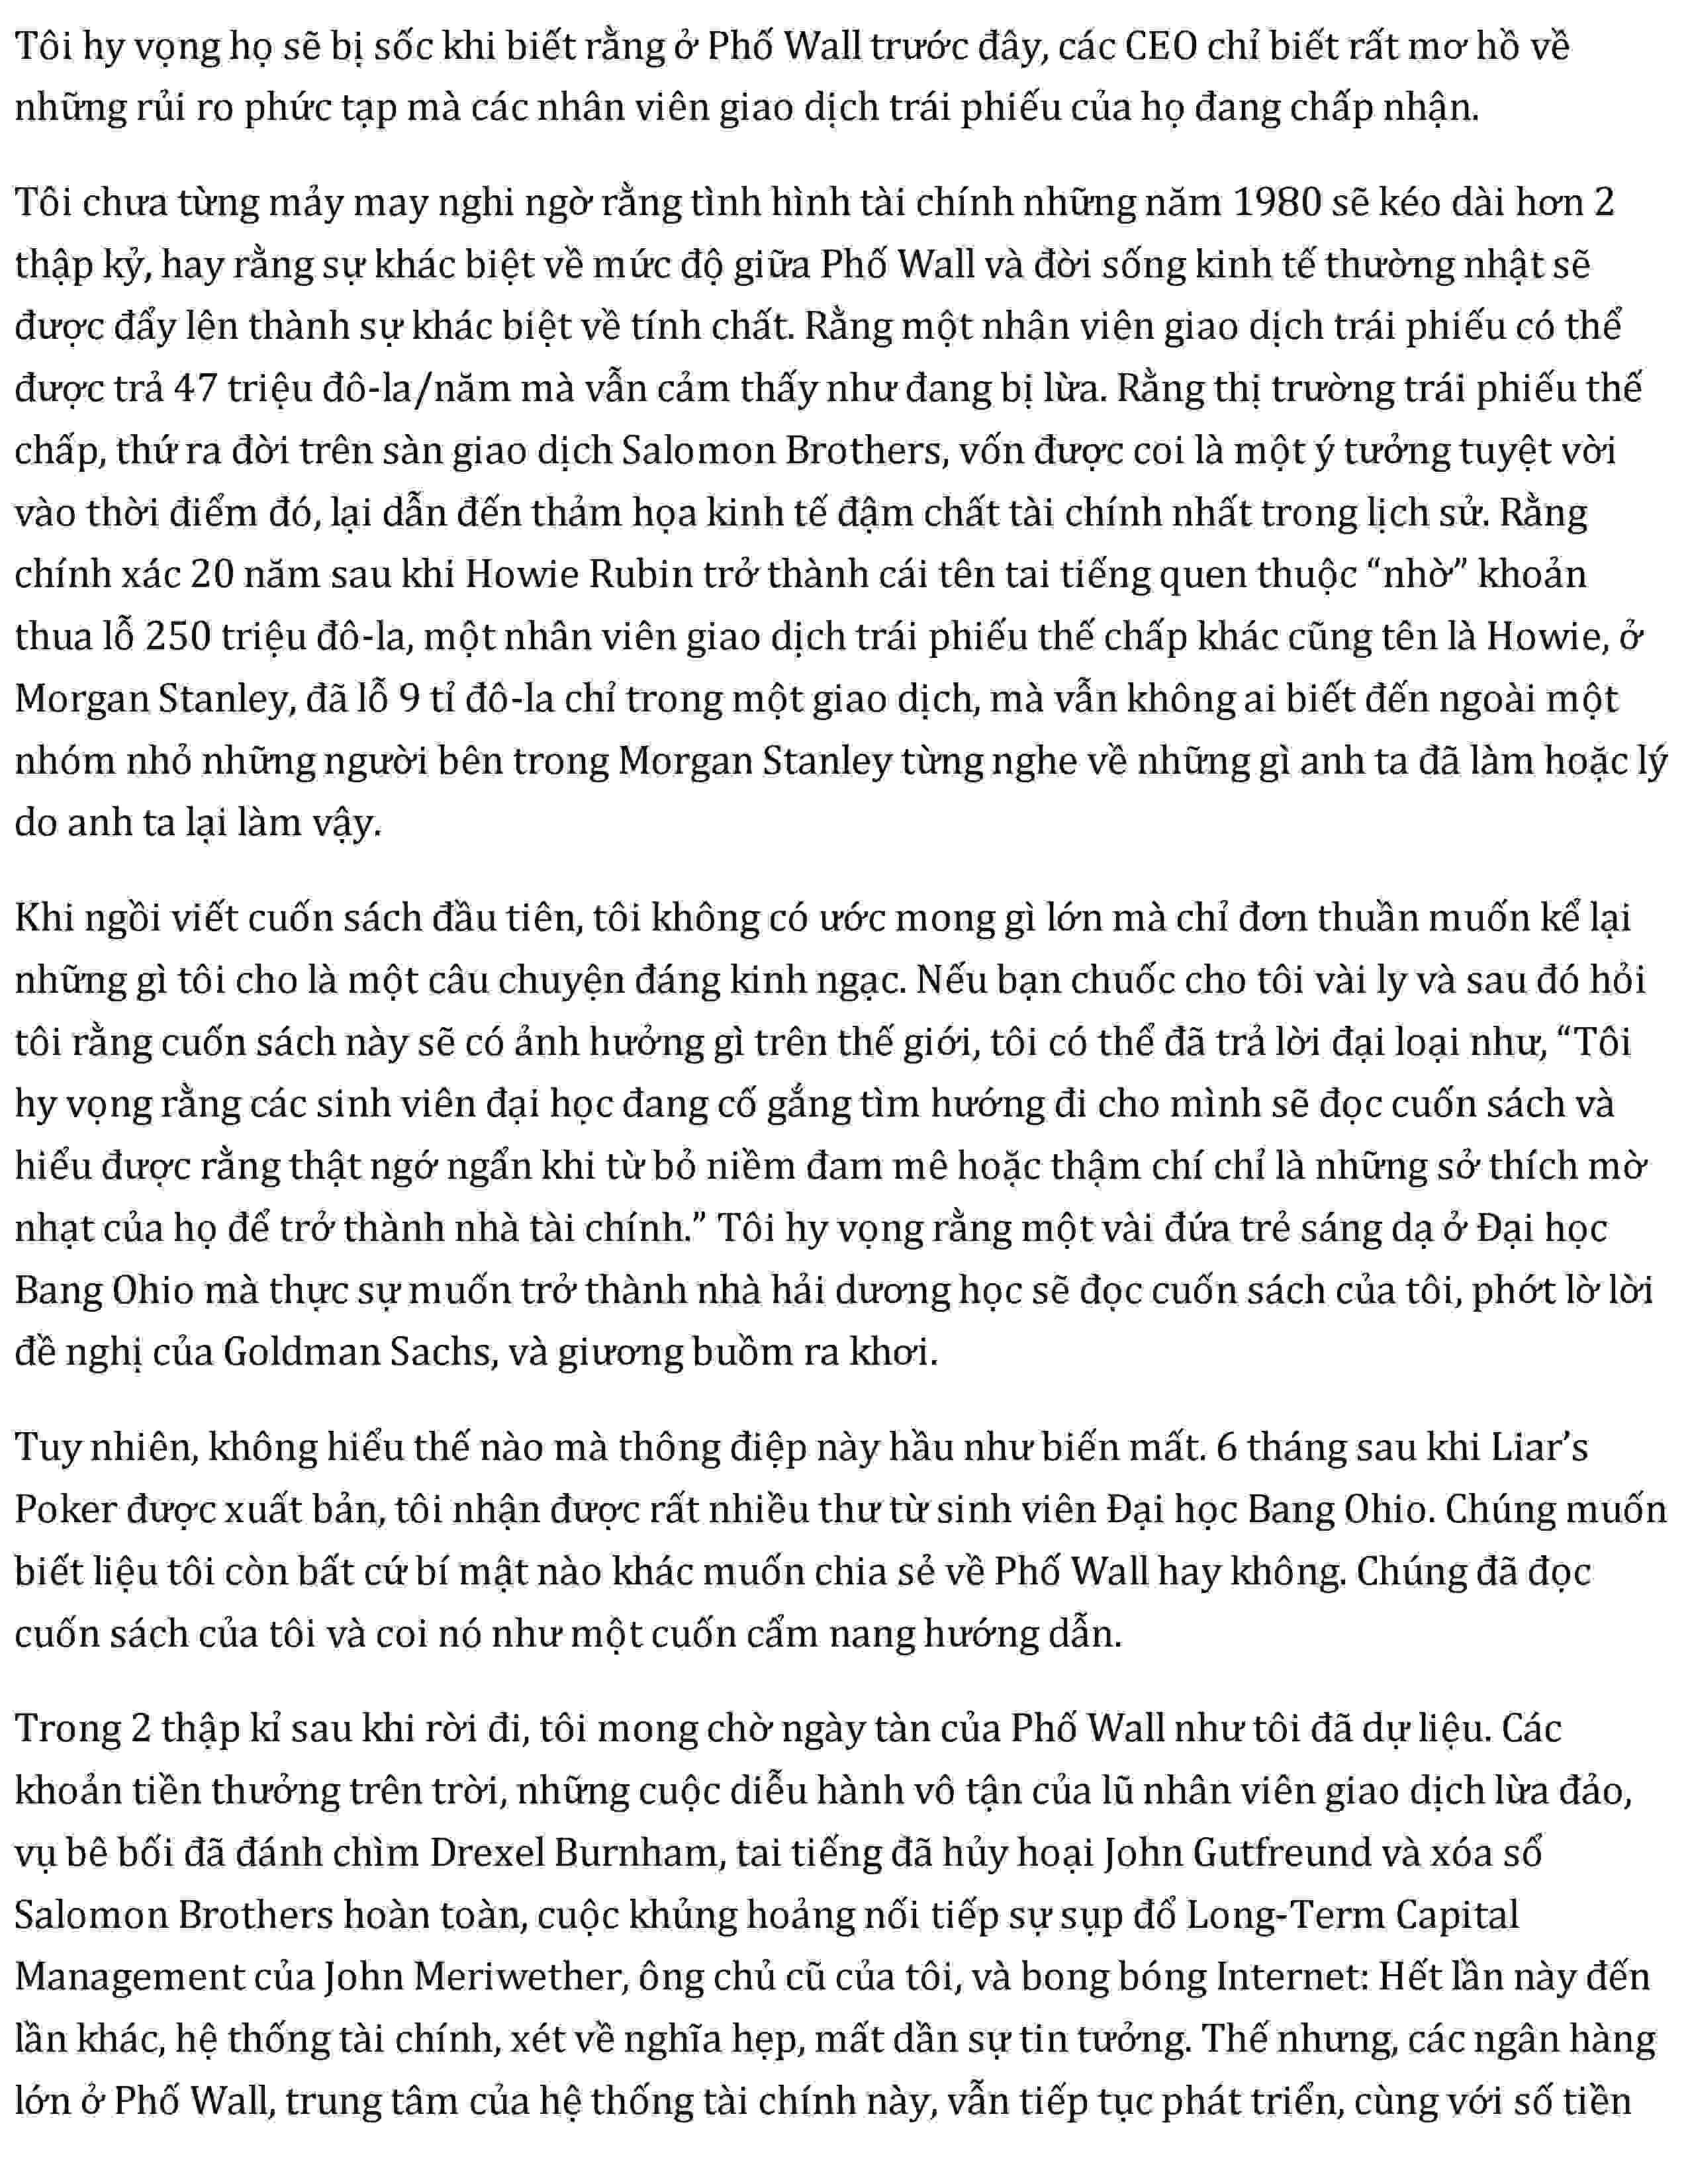 Tôi hy vọng họ sẽ bị sốc khi biết rằng ở Phố Wall trước đây, các CEO chỉ biết rất mơ hồ về
những rủi ro phức tạp mà các nhân viên giao dịch trái phiếu của họ đang chấp nhận.
Tôi chưa từng mảy may nghi ngờ rằng tình hình tài chính những năm 1980 sẽ kéo dài hơn 2
thập kỷ, hay rằng sự khác biệt về mức độ giữa Phố Wall và đời sống kinh tế thường nhật sẽ
được đẩy lên thành sự khác biệt về tính chất. Rằng một nhân viên giao dịch trái phiếu có thể
được trả 47 triệu đô-la/năm mà vẫn cảm thấy như đang bị lừa. Rằng thị trường trái phiếu thế
chấp, thứ ra đời trên sàn giao dịch Salomon Brothers, vốn được coi là một ý tưởng tuyệt vời
vào thời điểm đó, lại dẫn đến thảm họa kinh tế đậm chất tài chính nhất trong lịch sử. Rằng
chính xác 20 năm sau khi Howie Rubin trở thành cái tên tai tiếng quen thuộc “nhờ” khoản
thua lỗ 250 triệu đô-la, một nhân viên giao dịch trái phiếu thế chấp khác cũng tên là Howie, ở
Morgan Stanley, đã lỗ 9 tỉ đô-la chỉ trong một giao dịch, mà vẫn không ai biết đến ngoài một
nhóm nhỏ những người bên trong Morgan Stanley từng nghe về những gì anh ta đã làm hoặc lý
do anh ta lại làm vậy.
Khi ngồi viết cuốn sách đầu tiên, tôi không có ước mong gì lớn mà chỉ đơn thuần muốn kể lại
những gì tôi cho là một câu chuyện đáng kinh ngạc. Nếu bạn chuốc cho tôi vài ly và sau đó hỏi
tôi rằng cuốn sách này sẽ có ảnh hưởng gì trên thế giới, tôi có thể đã trả lời đại loại như, “Tôi
hy vọng rằng các sinh viên đại học đang cố gắng tìm hướng đi cho mình sẽ đọc cuốn sách và
hiểu được rằng thật ngớ ngẩn khi từ bỏ niềm đam mê hoặc thậm chí chỉ là những sở thích mờ
nhạt của họ để trở thành nhà tài chính.” Tôi hy vọng rằng một vài đứa trẻ sáng dạ ở Đại học
Bang Ohio mà thực sự muốn trở thành nhà hải dương học sẽ đọc cuốn sách của tôi, phớt lờ lời
đề nghị của Goldman Sachs, và giương buồm ra khơi.
Tuy nhiên, không hiểu thế nào mà thông điệp này hầu như biến mất. 6 tháng sau khi Liar’s
Poker được xuất bản, tôi nhận được rất nhiều thư từ sinh viên Đại học Bang Ohio. Chúng muốn
biết liệu tôi còn bất cứ bí mật nào khác muốn chia sẻ về Phố Wall hay không. Chúng đã đọc
cuốn sách của tôi và coi nó như một cuốn cẩm nang hướng dẫn.
Trong 2 thập kỉ sau khi rời đi, tôi mong chờ ngày tàn của Phố Wall như tôi đã dự liệu. Các
khoản tiền thưởng trên trời, những cuộc diễu hành vô tận của lũ nhân viên giao dịch lừa đảo,
vụ bê bối đã đánh chìm Drexel Burnham, tai tiếng đã hủy hoại John Gutfreund và xóa sổ
Salomon Brothers hoàn toàn, cuộc khủng hoảng nối tiếp sự sụp đổ Long-Term Capital
Management của John Meriwether, ông chủ cũ của tôi, và bong bóng Internet: Hết lần này đến
lần khác, hệ thống tài chính, xét về nghĩa hẹp, mất dần sự tin tưởng. Thế nhưng, các ngân hàng
lớn ở Phố Wall, trung tâm của hệ thống tài chính này, vẫn tiếp tục phát triển, cùng với số tiền